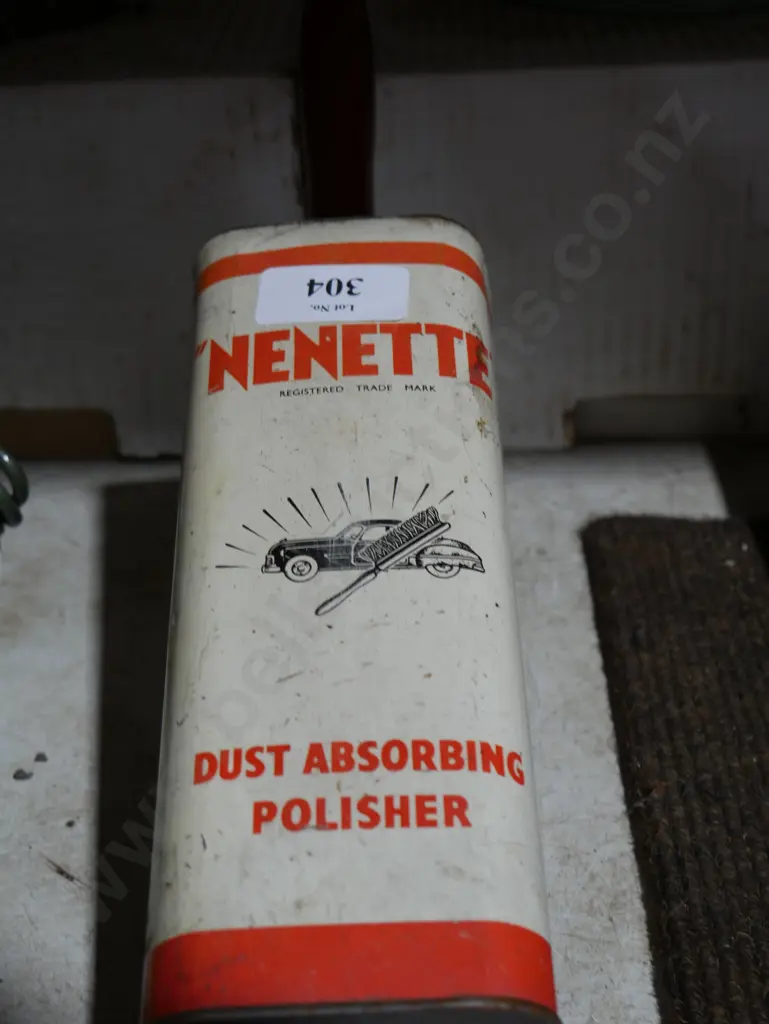 Lot No.
304
"NENETTE
REGISTERED TRADE MARK
DUST ABSORBING
POLISHER